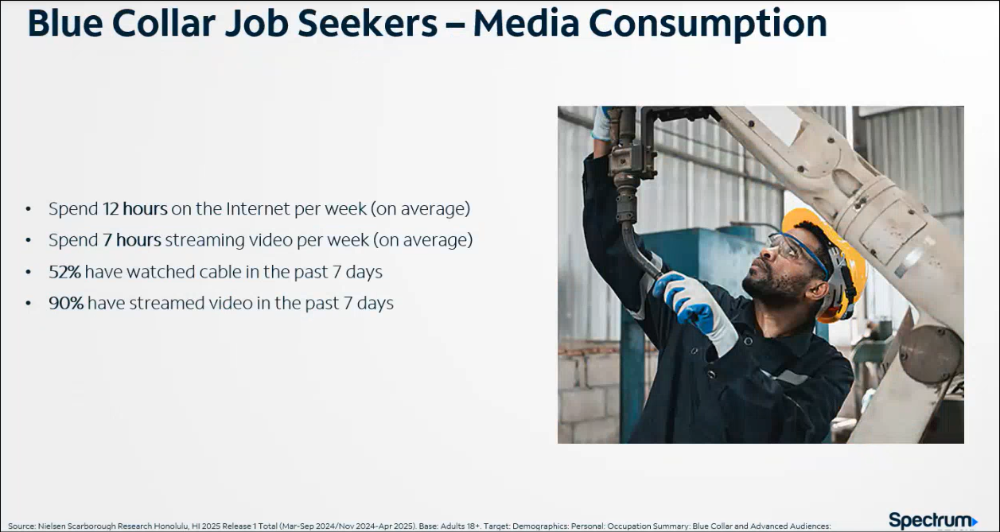 Blue Collar Job Seekers – Media Consumption
• Spend 12 hours on the Internet per week (on average)
• Spend 7 hours streaming video per week (on average)
• 52% have watched cable in the past 7 days
• 90% have streamed video in the past 7 days
Spectrum
Source: Nielsen Scarborough Research Honolulu, HI 2025 Release 1 Total (Mar-Sep 2024/Nov 2024-Apr 2025). Base: Adults 18+. Target: Demographics: Personal: Occupation Summary: Blue Collar and Advanced Audiences: